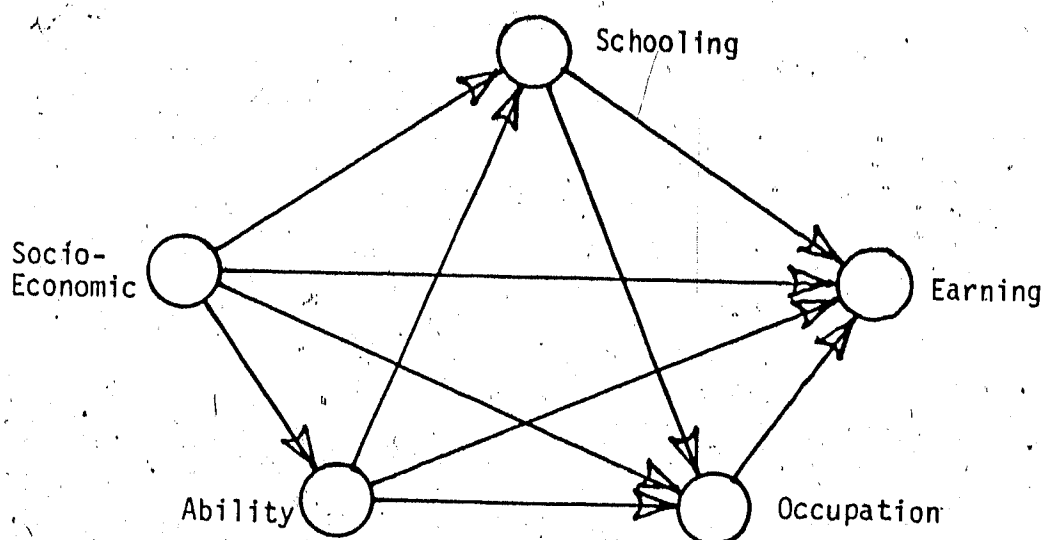 Schooling
Socio-
Economic
Earning
Ability
Occupation